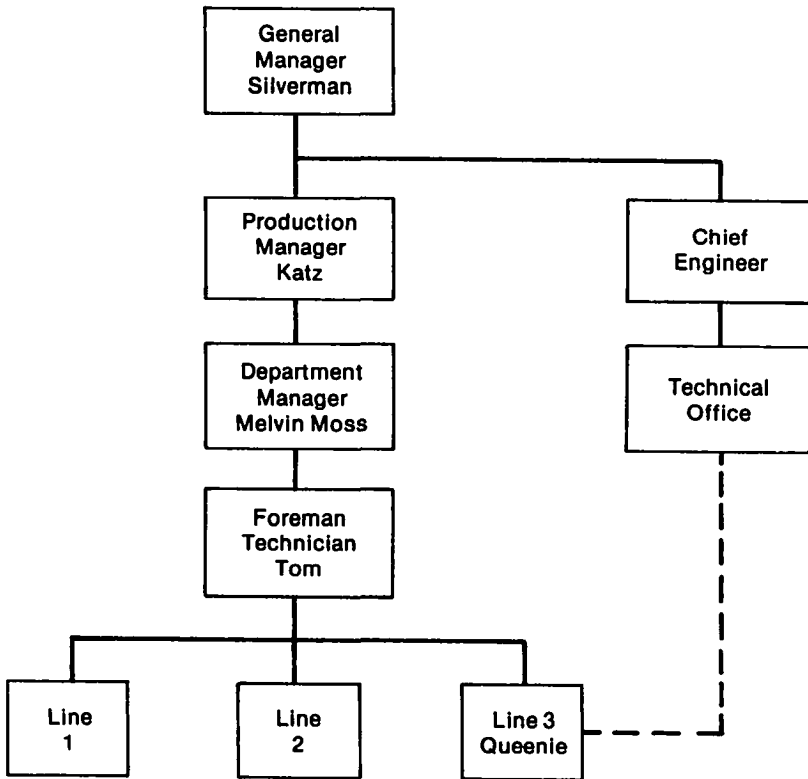 General
Manager
Silverman
Production
Manager
Katz
Chief
Engineer
Department
Manager
Melvin Moss
Technical
Office
Foreman
Technician
Tom
Line
1
Line
2
Line 3
Queenie